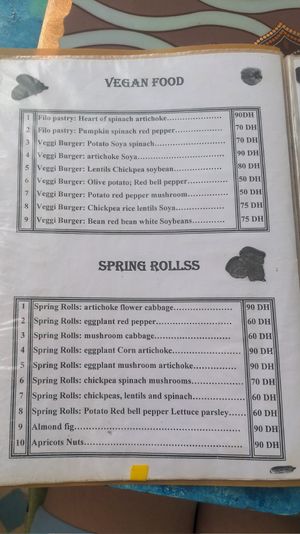 VEGAN FOOD
1 Filo pastry: Heart of spinach artichoke........................ 90DH
2 Filo pastry: Pumpkin spinach red pepper........................ 70 DH
3 Veggi Burger: Potato Soya spinach........................ 70 DH
4 Veggi Burger: artichoke Soya........................ 90 DH
5 Veggi Burger: Lentils Chickpea soybean........................ 80 DH
6 Veggi Burger: Olive potato; Red bell pepper........................ 50 DH
7 Veggi Burger: Potato red pepper mushroom........................ 50 DH
8 Veggi Burger: Chickpea rice lentils Soya........................ 75 DH
9 Veggi Burger: Bean red bean white Soybeans........................ 75 DH
SPRING ROLLSS
1 Spring Rolls: artichoke flower cabbage........................ 90 DH
2 Spring Rolls: eggplant red pepper........................ 60 DH
3 Spring Rolls: mushroom cabbage........................ 60 DH
4 Spring Rolls: eggplant Corn artichoke........................ 90 DH
5 Spring Rolls: eggplant mushroom artichoke........................ 90 DH
6 Spring Rolls: chickpea spinach mushrooms........................ 70 DH
7 Spring Rolls: chickpeas, lentils and spinach........................ 60 DH
8 Spring Rolls: Potato Red bell pepper Lettuce parsley........ 60 DH
9 Almond fig........................ 90 DH
10 Apricots Nuts........................ 90 DH